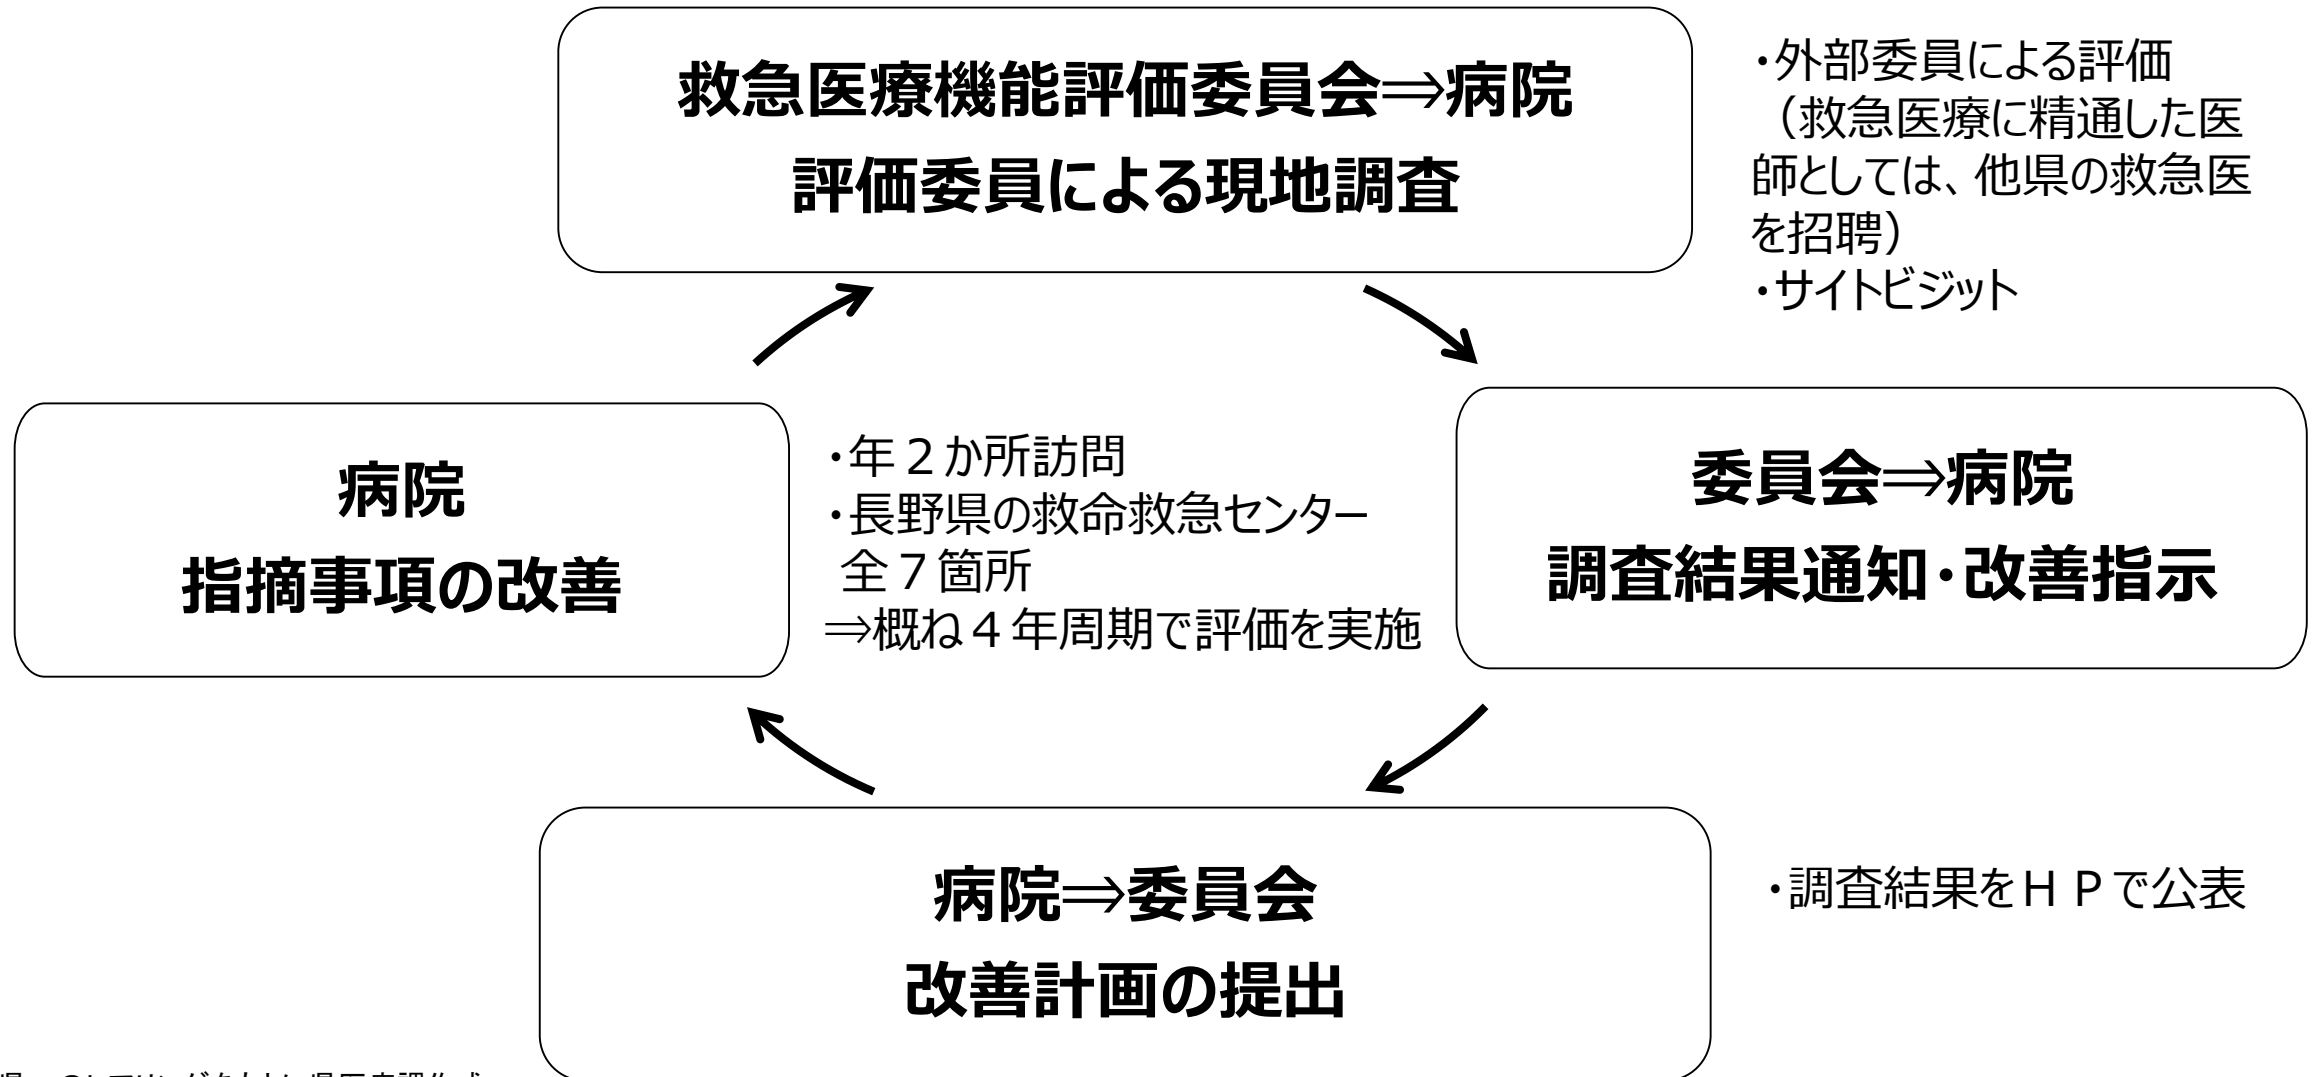 救急医療機能評価委員会⇒病院
評価委員による現地調査
・外部委員による評価
（救急医療に精通した医
師としては、他県の救急医
を招聘）
・サイトビジット
病院
指摘事項の改善
・年２か所訪問
・長野県の救命救急センター
全７箇所
⇒概ね４年周期で評価を実施
委員会⇒病院
調査結果通知・改善指示
病院⇒委員会
改善計画の提出
・調査結果をＨＰで公表